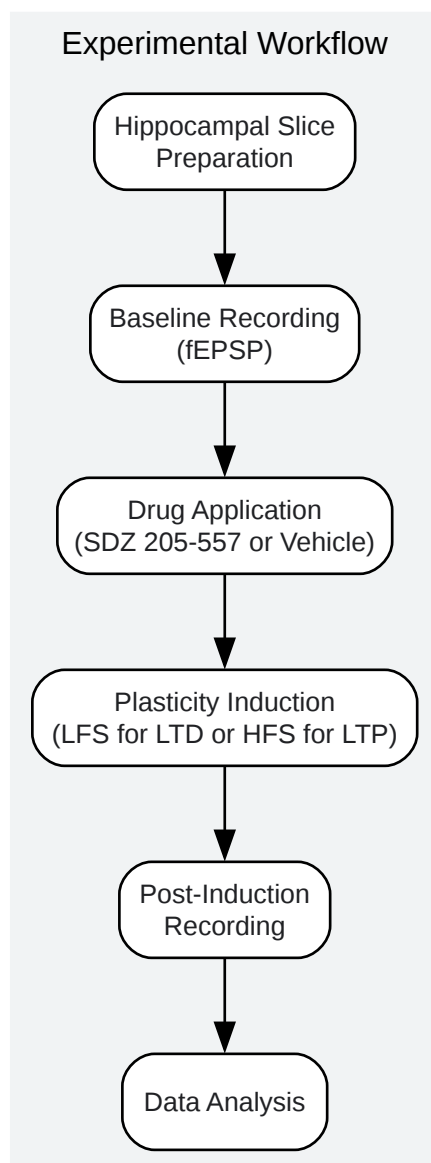 Experimental Workflow
Hippocampal Slice
Preparation
Baseline Recording
(fEPSP)
Drug Application
(SDZ 205-557 or Vehicle)
Plasticity Induction
(LFS for LTD or HFS for LTP)
Post-Induction
Recording
Data Analysis